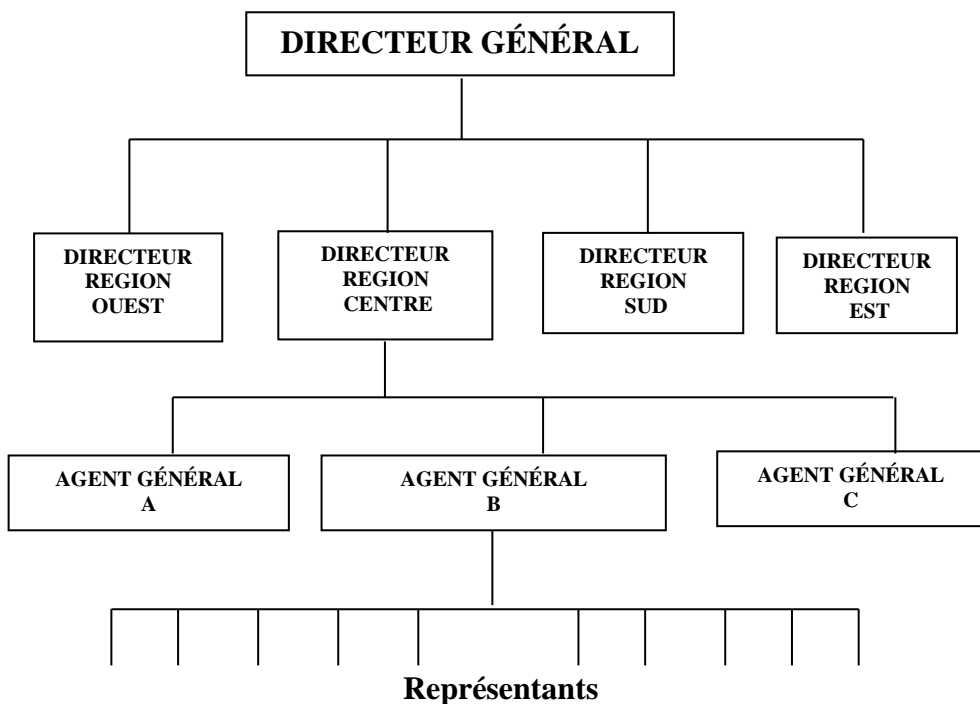 DIRECTEUR GÉNÉRAL
DIRECTEUR
REGION
OUEST
DIRECTEUR
REGION
CENTRE
DIRECTEUR
REGION
SUD
DIRECTEUR
REGION
EST
AGENT GÉNÉRAL
A
AGENT GÉNÉRAL
B
AGENT GÉNÉRAL
C
Représentants